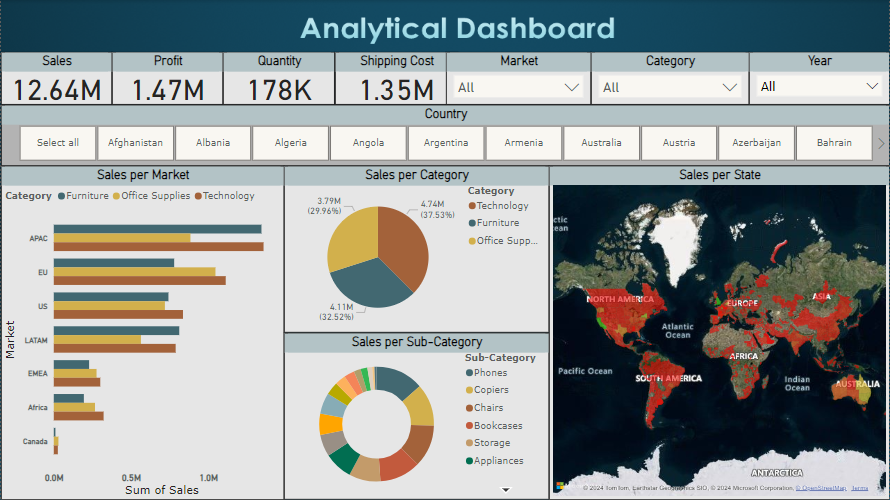 Analytical Dashboard
Sales
Profit
Quantity
Shipping Cost
Market
Category
Year
12.64M
1.47M
178K
1.35M
All
All
All
Country
Select all
Afghanistan
Albania
Algeria
Angola
Argentina
Armenia
Australia
Austria
Azerbaijan
Bahrain
Sales per Market
Category Furniture Office Supplies Technology
Market
APAC
EU
US
LATAM
EMEA
Africa
Canada
0.0M 0.5M 1.0M
Sum of Sales
Sales per Category
3.79M
(29.96%)
4.74M
(37.53%)
4.11M
(32.52%)
Category
Technology
Furniture
Office Supp...
Sales per Sub-Category
Sub-Category
Phones
Copiers
Chairs
Bookcases
Storage
Appliances
Sales per State
ctic
ean
NORTH AMERICA
EUROPE
ASIA
Atlantic
Ocean
AFRICA
Pacific Ocean
SOUTH AMERICA
Indian
Ocean
AUSTRALIA
ANTARCTICA
© 2024 TomTom, Earthstar Geographics SIO, © 2024 Microsoft Corporation, © OpenStreetMap Terms